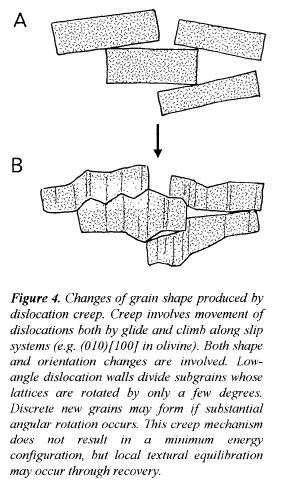 A
B
Figure 4. Changes of grain shape produced by
dislocation creep. Creep involves movement of
dislocations both by glide and climb along slip
systems (e.g. (010)[100] in olivine). Both shape
and orientation changes are involved. Low-
angle dislocation walls divide subgrains whose
lattices are rotated by only a few degrees.
Discrete new grains may form if substantial
angular rotation occurs. This creep mechanism
does not result in a minimum energy
configuration, but local textural equilibration
may occur through recovery.